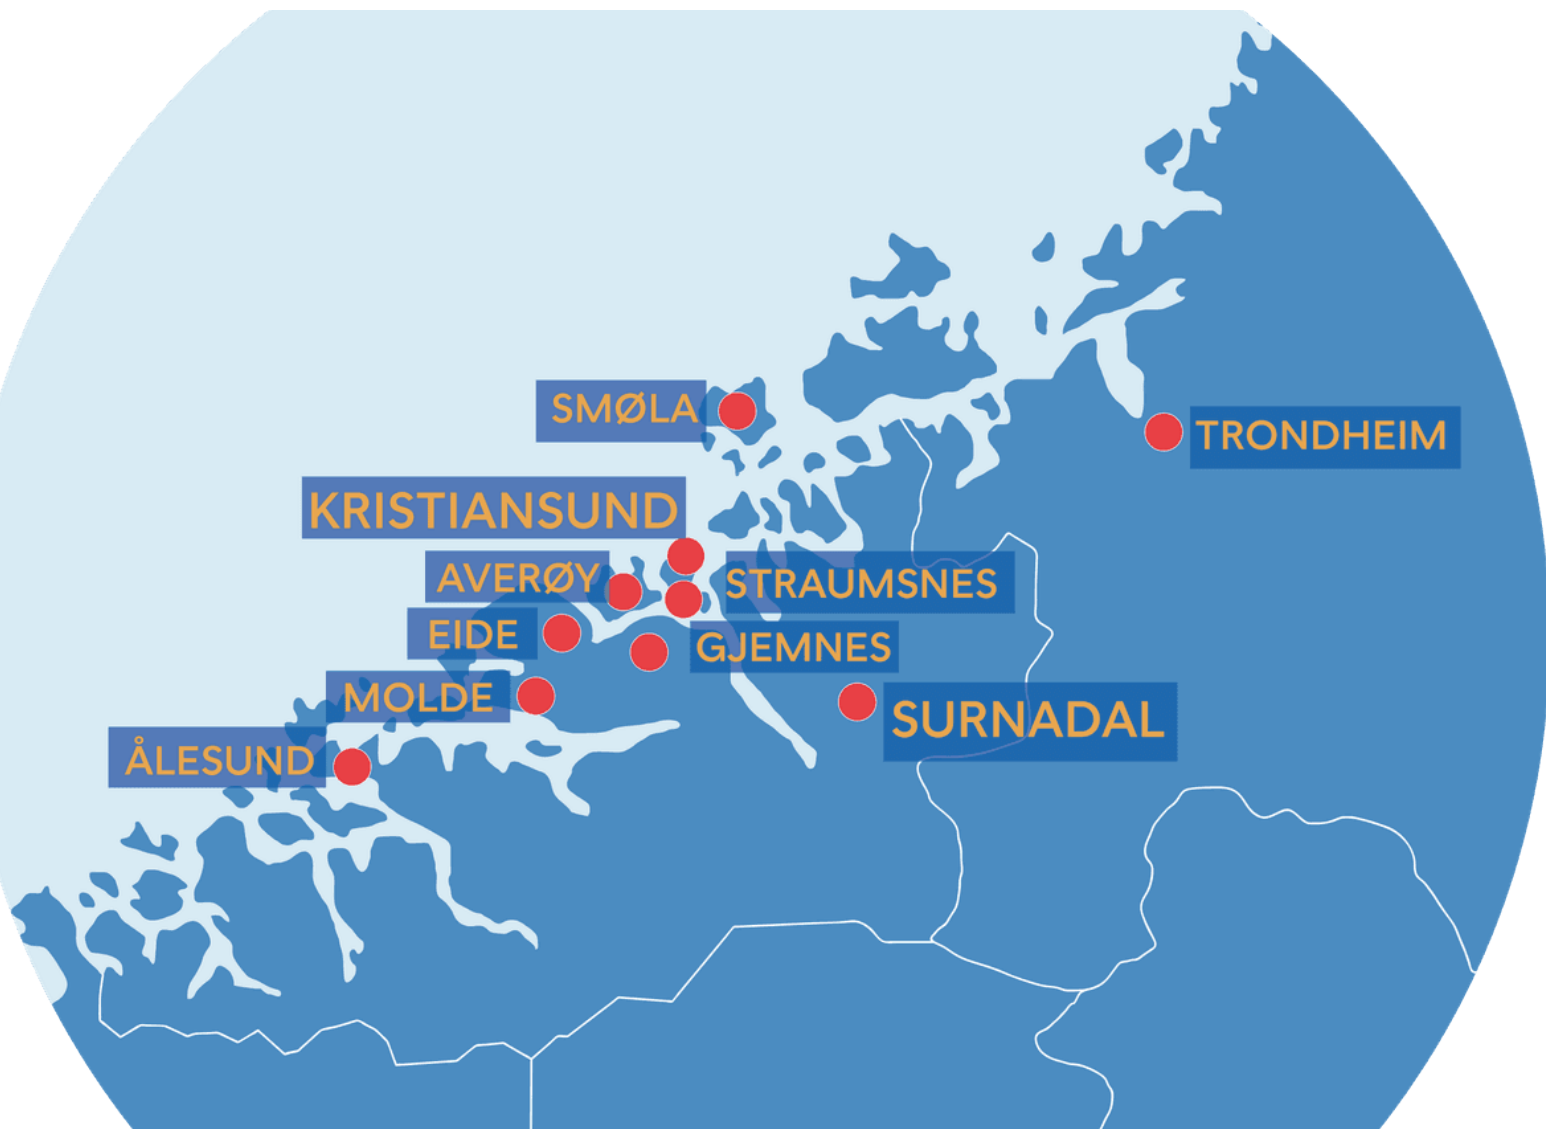 SMØLA
TRONDHEIM
KRISTIANSUND
AVERØY
STRAUMSNES
EIDE
GJEMNES
MOLDE
SURNADAL
ÅLESUND